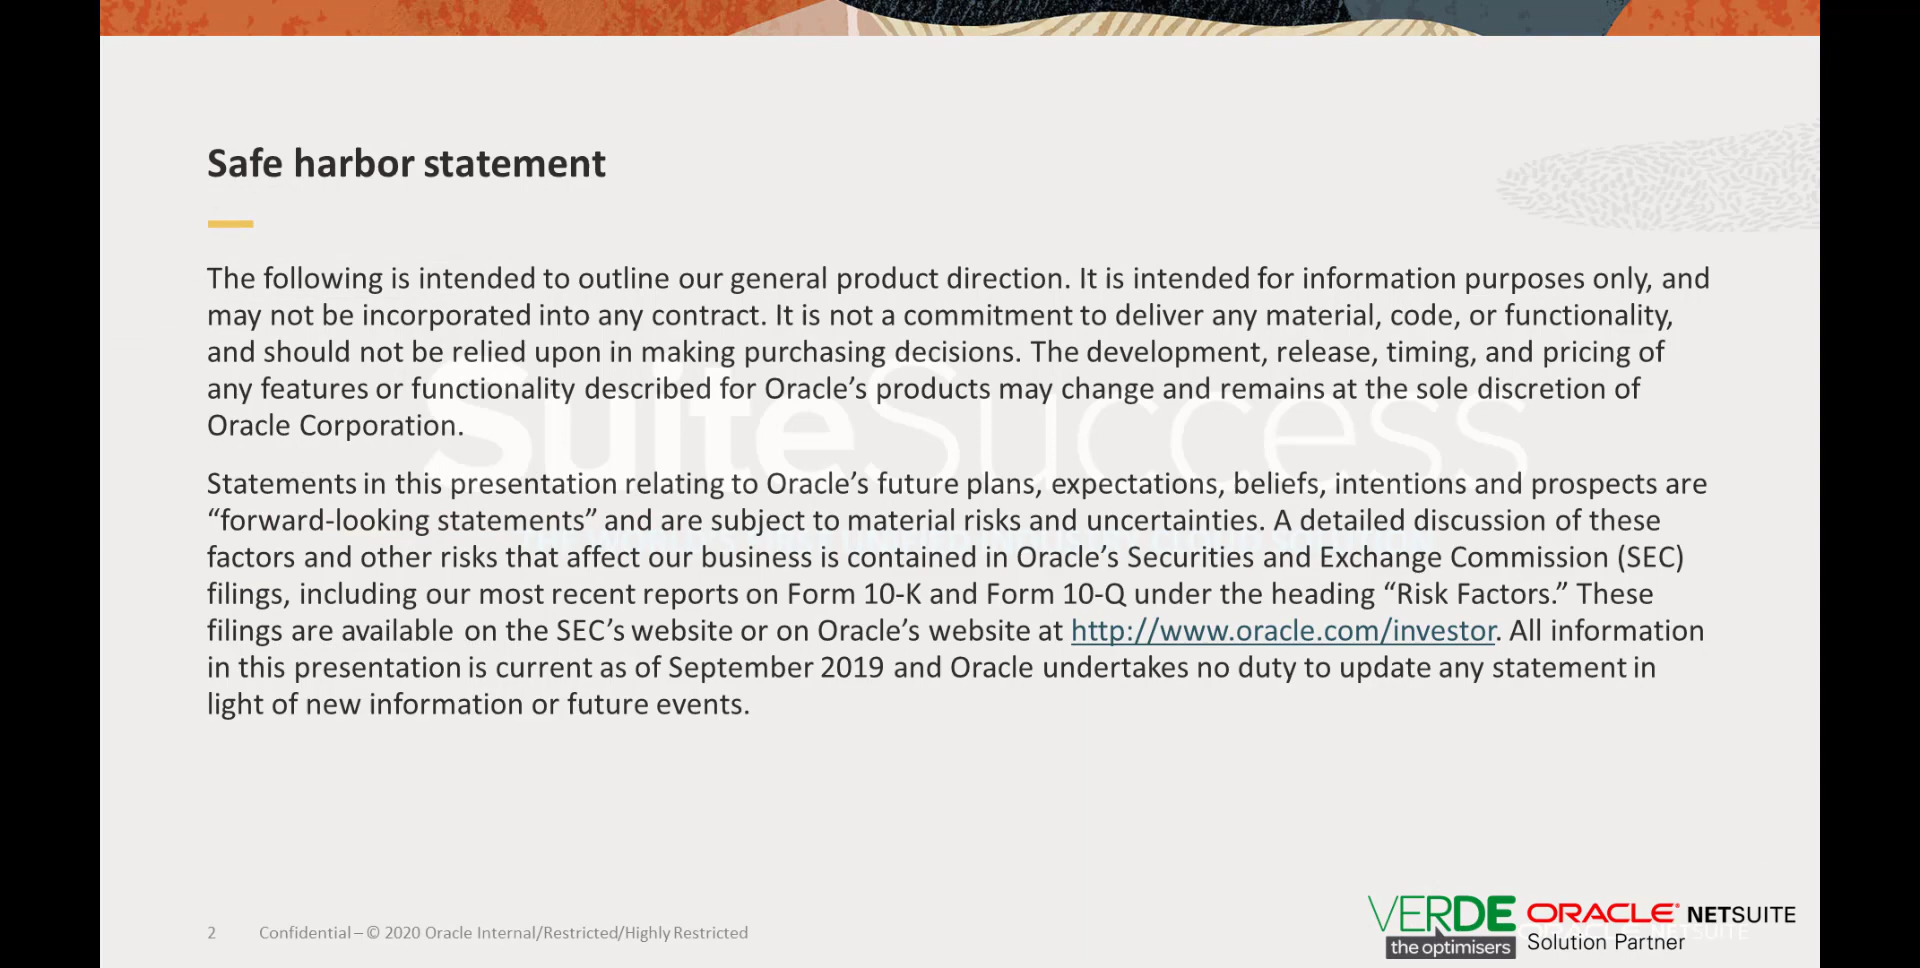 Safe harbor statement
The following is intended to outline our general product direction. It is intended for information purposes only, and
may not be incorporated into any contract. It is not a commitment to deliver any material, code, or functionality,
and should not be relied upon in making purchasing decisions. The development, release, timing, and pricing of
any features or functionality described for Oracle’s products may change and remains at the sole discretion of
Oracle Corporation.
SuiteSuccess
Statements in this presentation relating to Oracle’s future plans, expectations, beliefs, intentions and prospects are
“forward-looking statements” and are subject to material risks and uncertainties. A detailed discussion of these
factors and other risks that affect our business is contained in Oracle’s Securities and Exchange Commission (SEC)
filings, including our most recent reports on Form 10-K and Form 10-Q under the heading “Risk Factors.” These
filings are available on the SEC’s website or on Oracle’s website at http://www.oracle.com/investor. All information
in this presentation is current as of September 2019 and Oracle undertakes no duty to update any statement in
light of new information or future events.
2 Confidential – © 2020 Oracle Internal/Restricted/Highly Restricted
VERDE ORACLE NETSUITE
the optimisers Solution Partner